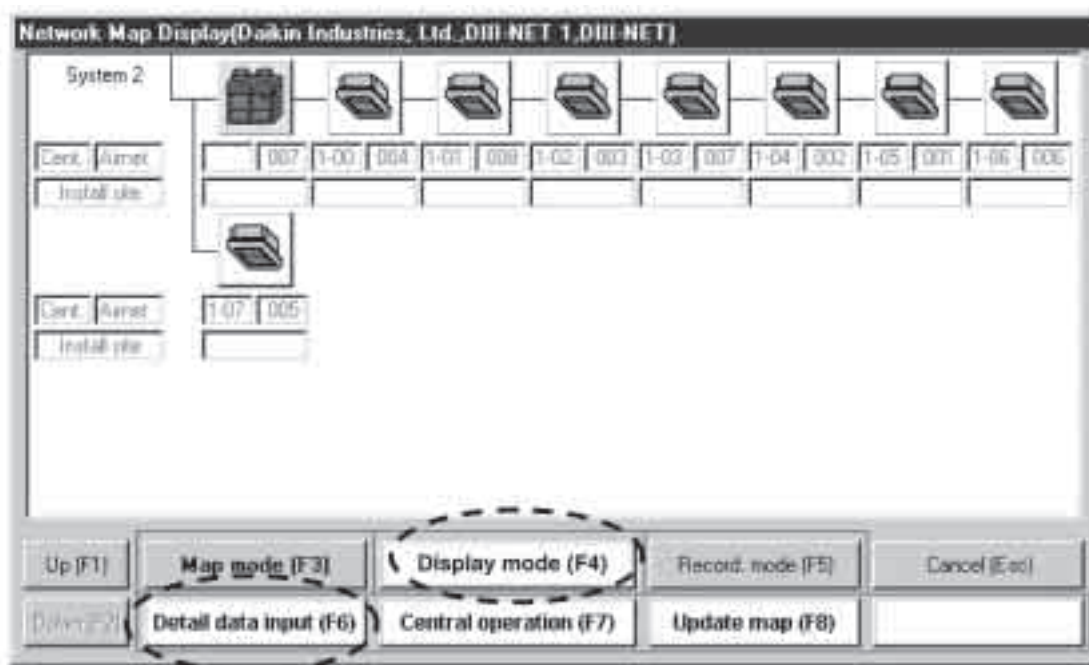 Network Map Display(Daikin Industries, Ltd.,DIII-NET 1,DIII-NET)
System 2
Cent. Airnet 007 1-00 004 1-01 008 1-02 003 1-03 007 1-04 002 1-05 001 1-06 006
Install site
Cent. Airnet 1-07 005
Install site
Up (F1) Map mode (F3) Display mode (F4) Record. mode (F5) Cancel (Esc)
Down (F2) Detail data input (F6) Central operation (F7) Update map (F8)